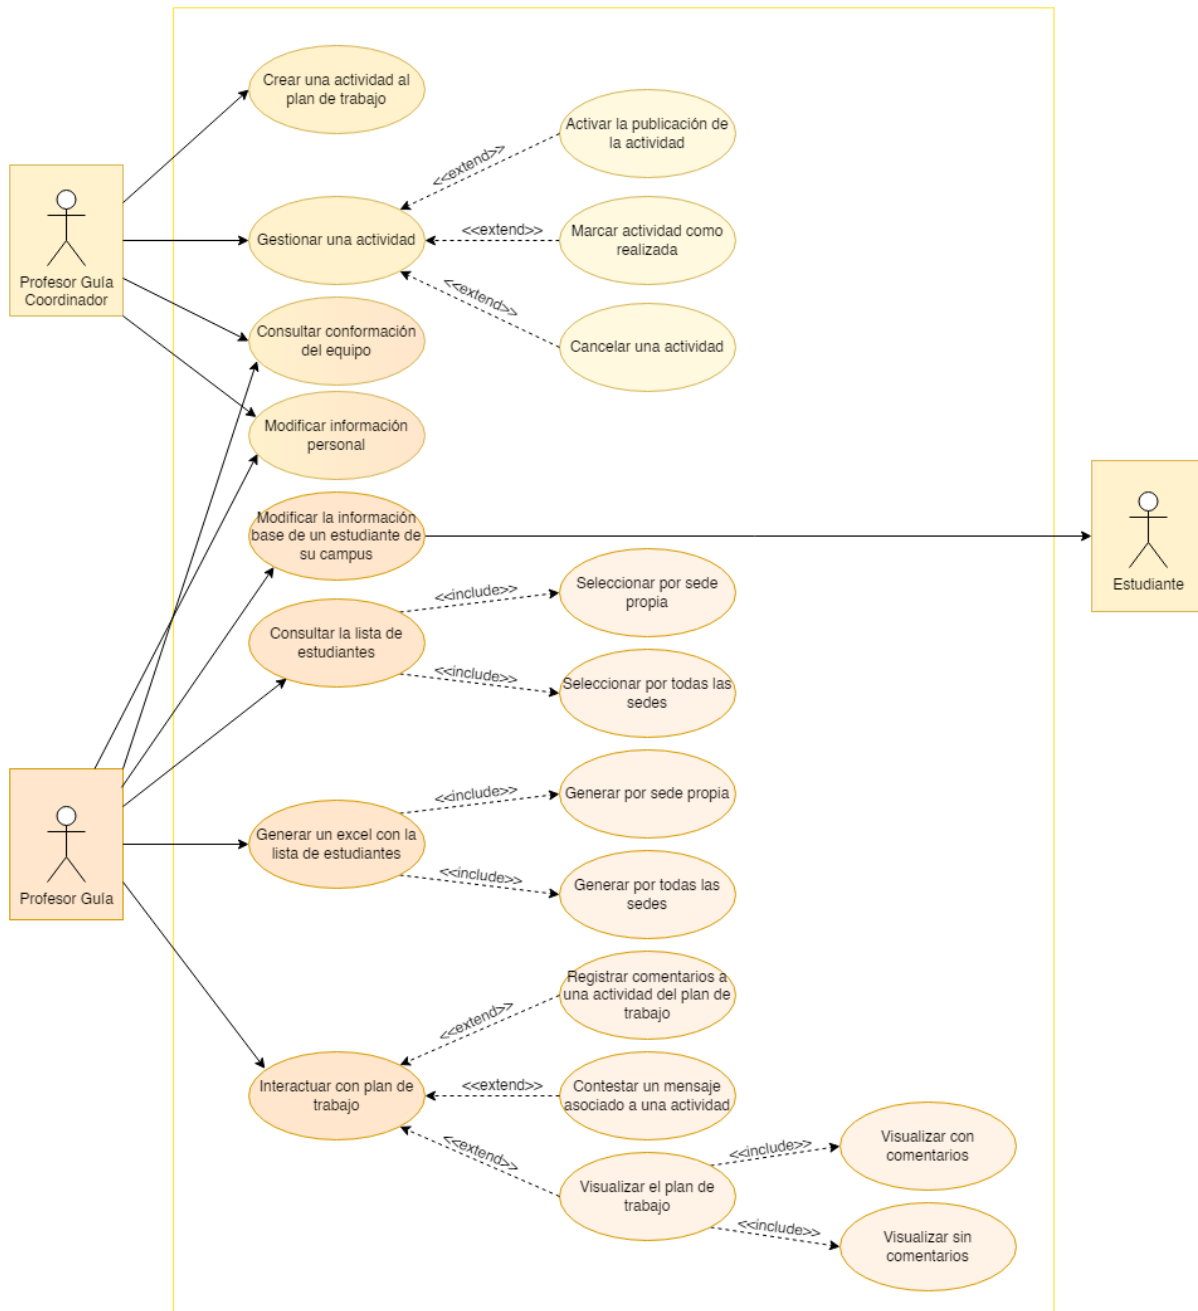 Crear una actividad al
plan de trabajo
Activar la publicación de
la actividad
<<extend>>
Profesor Guía
Coordinador
Gestionar una actividad
<<extend>>
Marcar actividad como
realizada
<<extend>>
Cancelar una actividad
Consultar conformación
del equipo
Modificar información
personal
Modificar la información
base de un estudiante de
su campus
Estudiante
Consultar la lista de
estudiantes
<<include>>
Seleccionar por sede
propia
<<include>>
Seleccionar por todas las
sedes
Profesor Guía
Generar un excel con la
lista de estudiantes
<<include>>
Generar por sede propia
<<include>>
Generar por todas las
sedes
Registrar comentarios a
una actividad del plan de
trabajo
<<extend>>
Interactuar con plan de
trabajo
<<extend>>
Contestar un mensaje
asociado a una actividad
<<extend>>
Visualizar el plan de
trabajo
<<include>>
Visualizar con
comentarios
<<include>>
Visualizar sin
comentarios